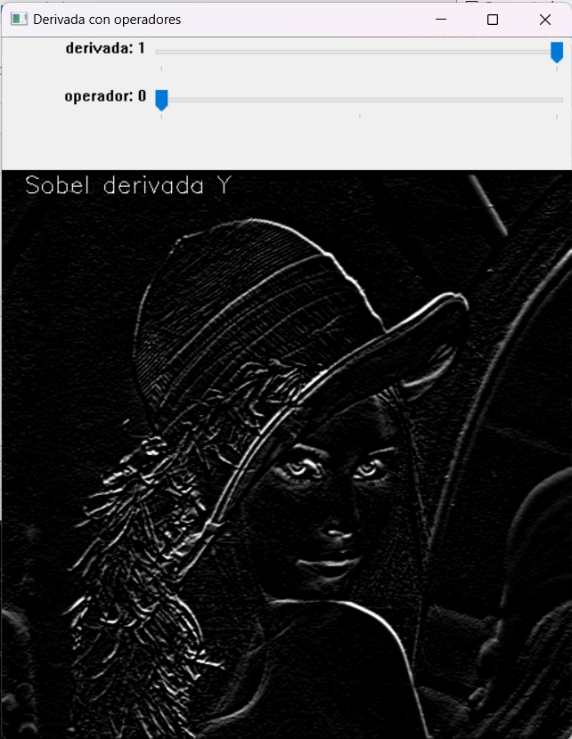 Derivada con operadores
derivada: 1
operador: 0
Sobel derivada Y